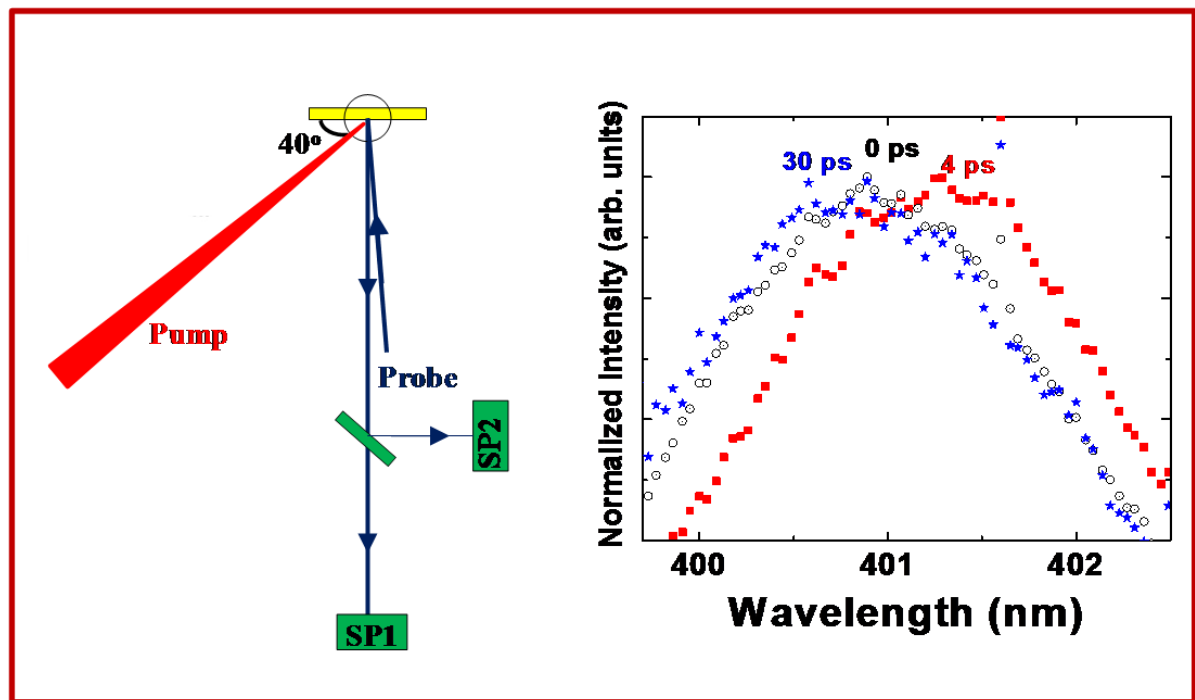 40o
Pump
Probe
SP2
SP1
30 ps
0 ps
4 ps
Normalized Intensity (arb. units)
400
401
402
Wavelength (nm)